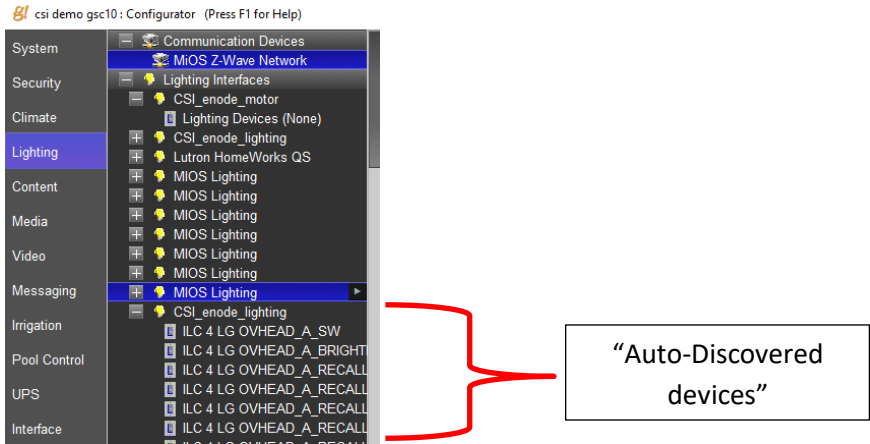 g! csi demo gsc10 : Configurator (Press F1 for Help)
System
Security
Climate
Lighting
Content
Media
Video
Messaging
Irrigation
Pool Control
UPS
Interface
Communication Devices
MiOS Z-Wave Network
Lighting Interfaces
CSI_enode_motor
Lighting Devices (None)
CSI_enode_lighting
Lutron HomeWorks QS
MIOS Lighting
MIOS Lighting
MIOS Lighting
MIOS Lighting
MIOS Lighting
MIOS Lighting
MIOS Lighting
CSI_enode_lighting
ILC 4 LG OVHEAD_A_SW
ILC 4 LG OVHEAD_A_BRIGHT
ILC 4 LG OVHEAD_A_RECALL
ILC 4 LG OVHEAD_A_RECALL
ILC 4 LG OVHEAD_A_RECALL
ILC 4 LG OVHEAD_A_RECALL
“Auto-Discovered
devices”